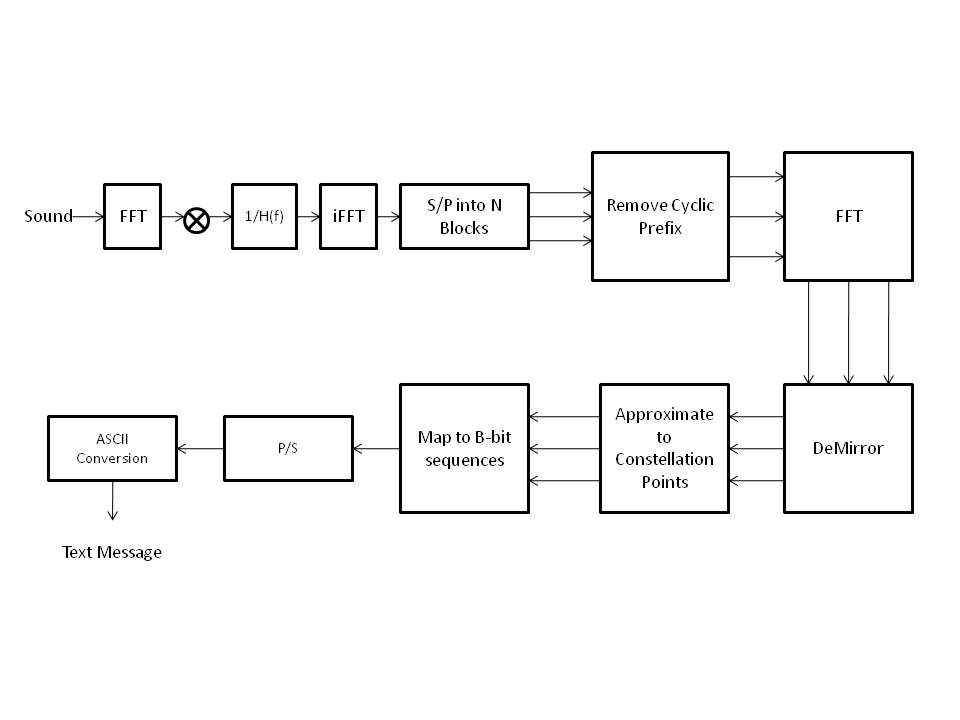 Sound
FFT
1/H(f)
iFFT
S/P into N
Blocks
Remove Cyclic
Prefix
FFT
DeMirror
Approximate
to
Constellation
Points
Map to B-bit
sequences
P/S
ASCII
Conversion
Text Message